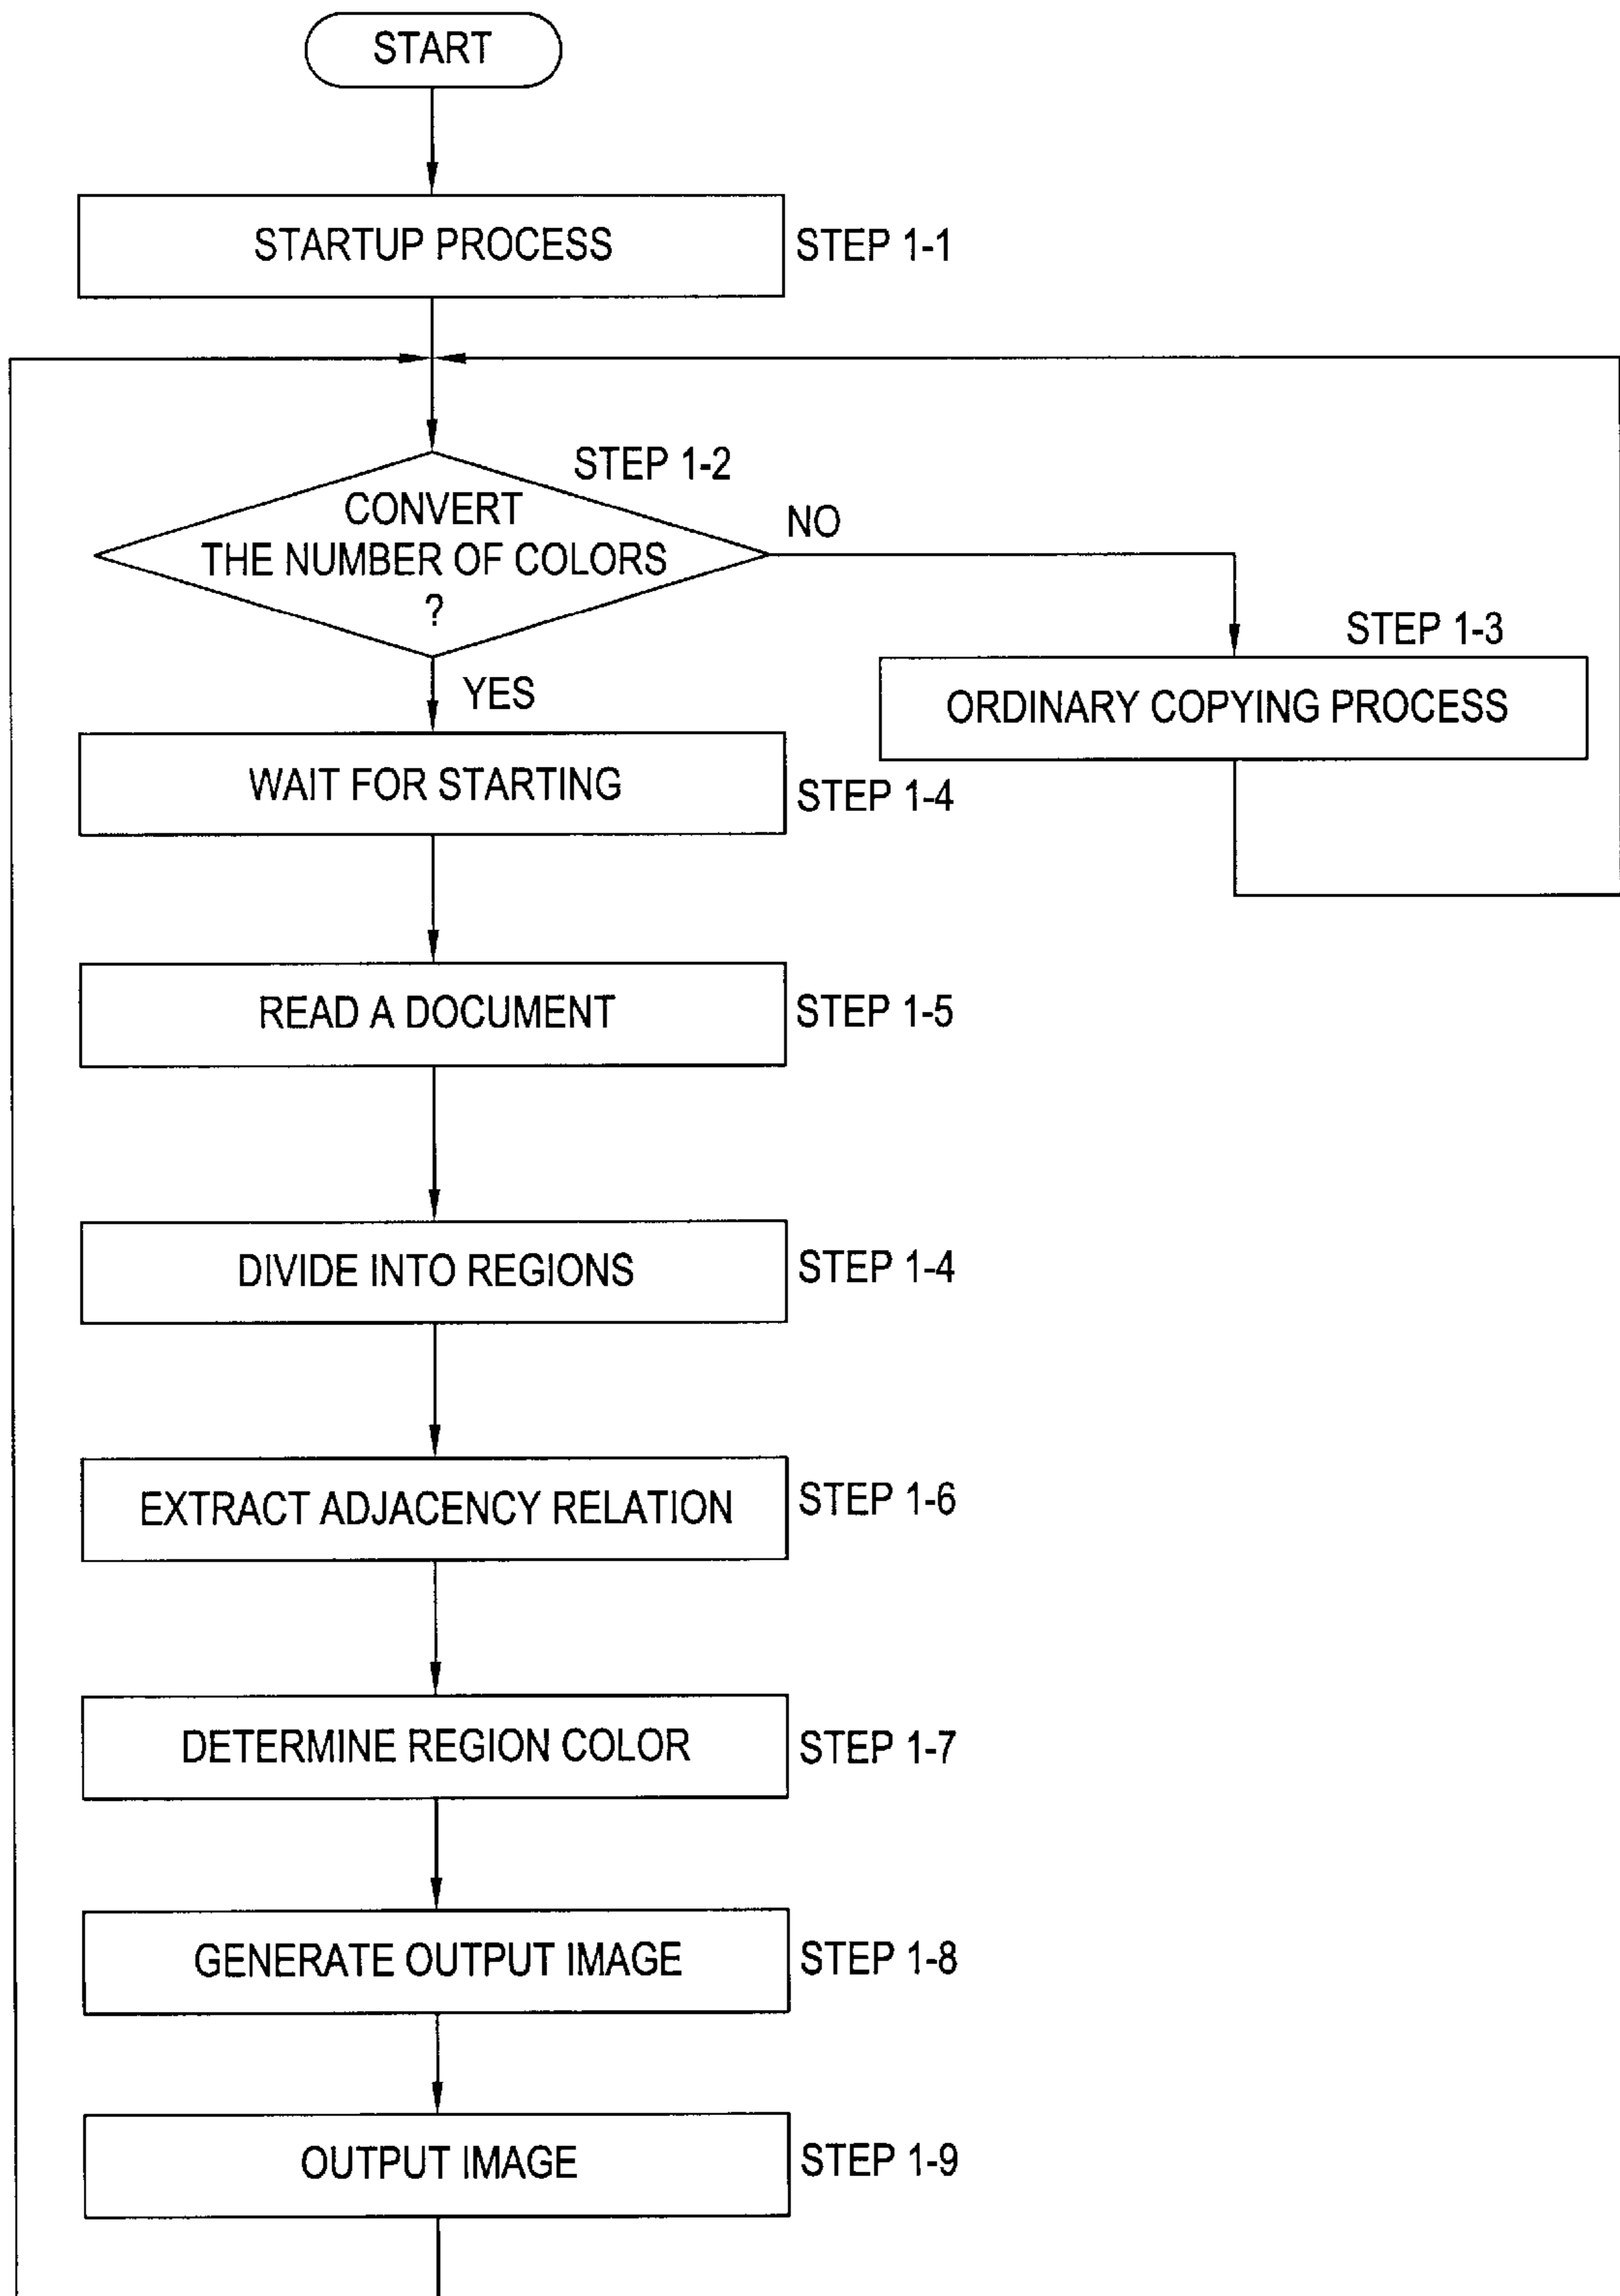 START
STARTUP PROCESS
STEP 1-1
STEP 1-2
CONVERT
THE NUMBER OF COLORS
?
NO
YES
STEP 1-3
ORDINARY COPYING PROCESS
WAIT FOR STARTING
STEP 1-4
READ A DOCUMENT
STEP 1-5
DIVIDE INTO REGIONS
STEP 1-4
EXTRACT ADJACENCY RELATION
STEP 1-6
DETERMINE REGION COLOR
STEP 1-7
GENERATE OUTPUT IMAGE
STEP 1-8
OUTPUT IMAGE
STEP 1-9